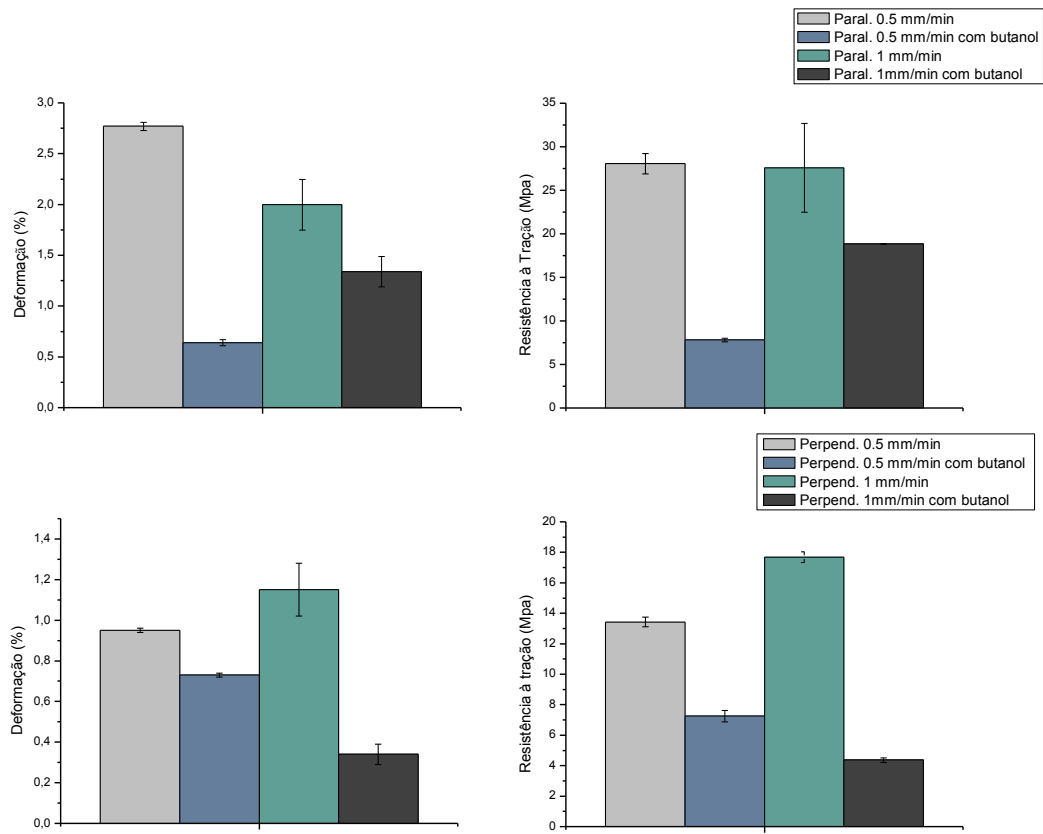 Paral. 0.5 mm/min
Paral. 0.5 mm/min com butanol
Paral. 1 mm/min
Paral. 1mm/min com butanol
3,0
2,5
2,0
1,5
1,0
0,5
0,0
Deformação (%)
35
30
25
20
15
10
5
0
Resistência à Tração (Mpa)
Perpend. 0.5 mm/min
Perpend. 0.5 mm/min com butanol
Perpend. 1 mm/min
Perpend. 1mm/min com butanol
1,4
1,2
1,0
0,8
0,6
0,4
0,2
0,0
Deformação (%)
20
18
16
14
12
10
8
6
4
2
0
Resistência à tração (Mpa)